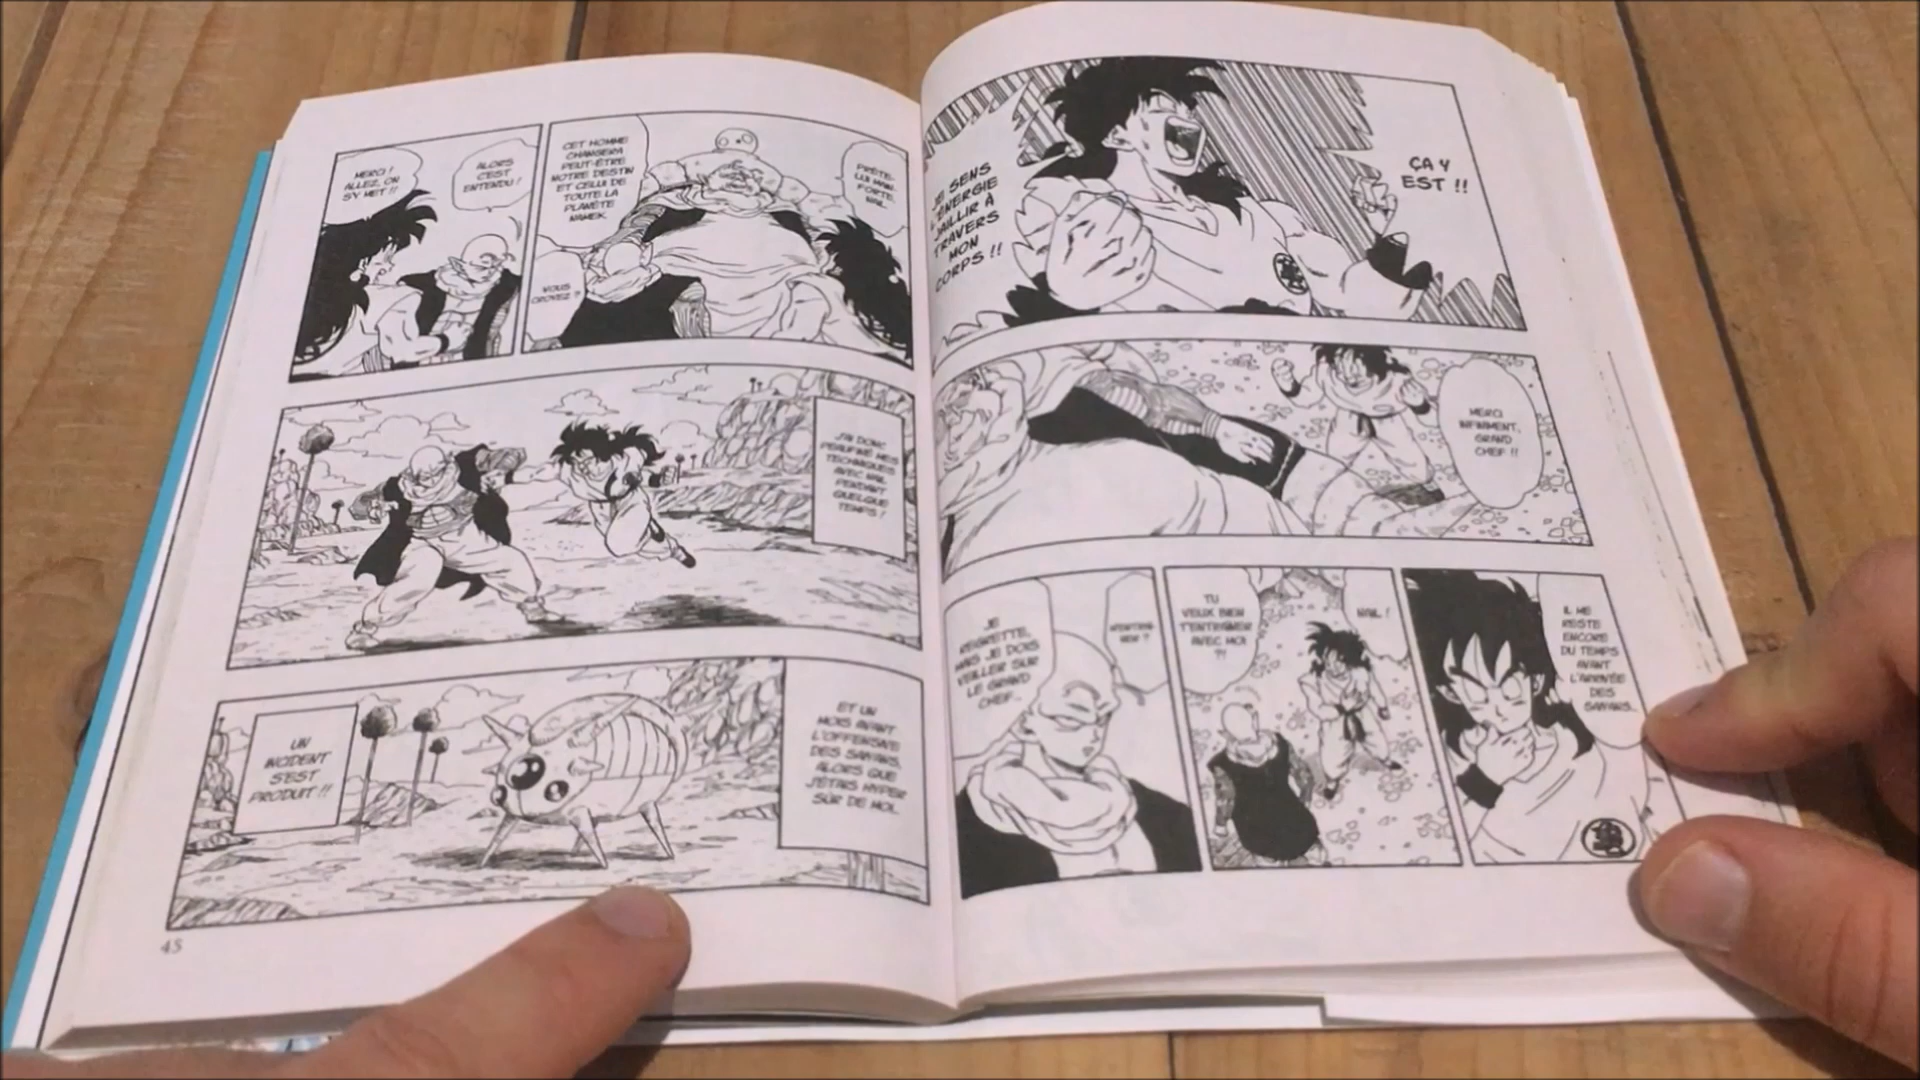 ÇA Y
EST !!
JE SENS
L'ÉNERGIE
JAILLIR À
TRAVERS
MON
CORPS !!
MERCI
INFINIMENT,
GRAND
CHEF !!
IL ME
RESTE
ENCORE
DU TEMPS
AVANT
L'ARRIVÉE
DES
SAIYANS...
亀
NAIL !
TU
VEUX BIEN
T'ENTRAÎNER
AVEC MOI
?!
JE
REGRETTE,
MAIS JE DOIS
VEILLER SUR
LE GRAND
CHEF...
PRÊTE-
LUI MAIN-
FORTE,
NAIL.
CET HOMME
CHANGERA
PEUT-ÊTRE
NOTRE DESTIN
ET CELUI DE
TOUTE LA
PLANÈTE
NAMEK.
VOUS
CROYEZ ?
ALORS
C'EST
ENTENDU !
MERCI !
ALLEZ, ON
S'Y MET !!
J'AI DONC
PEAUFINÉ MES
TECHNIQUES
AVEC NAIL
PENDANT
QUELQUE
TEMPS !
ET UN
MOIS AVANT
L'OFFENSIVE
DES SAIYANS,
ALORS QUE
J'ÉTAIS HYPER
SÛR DE MOI,
UN
INCIDENT
S'EST
PRODUIT !!
45